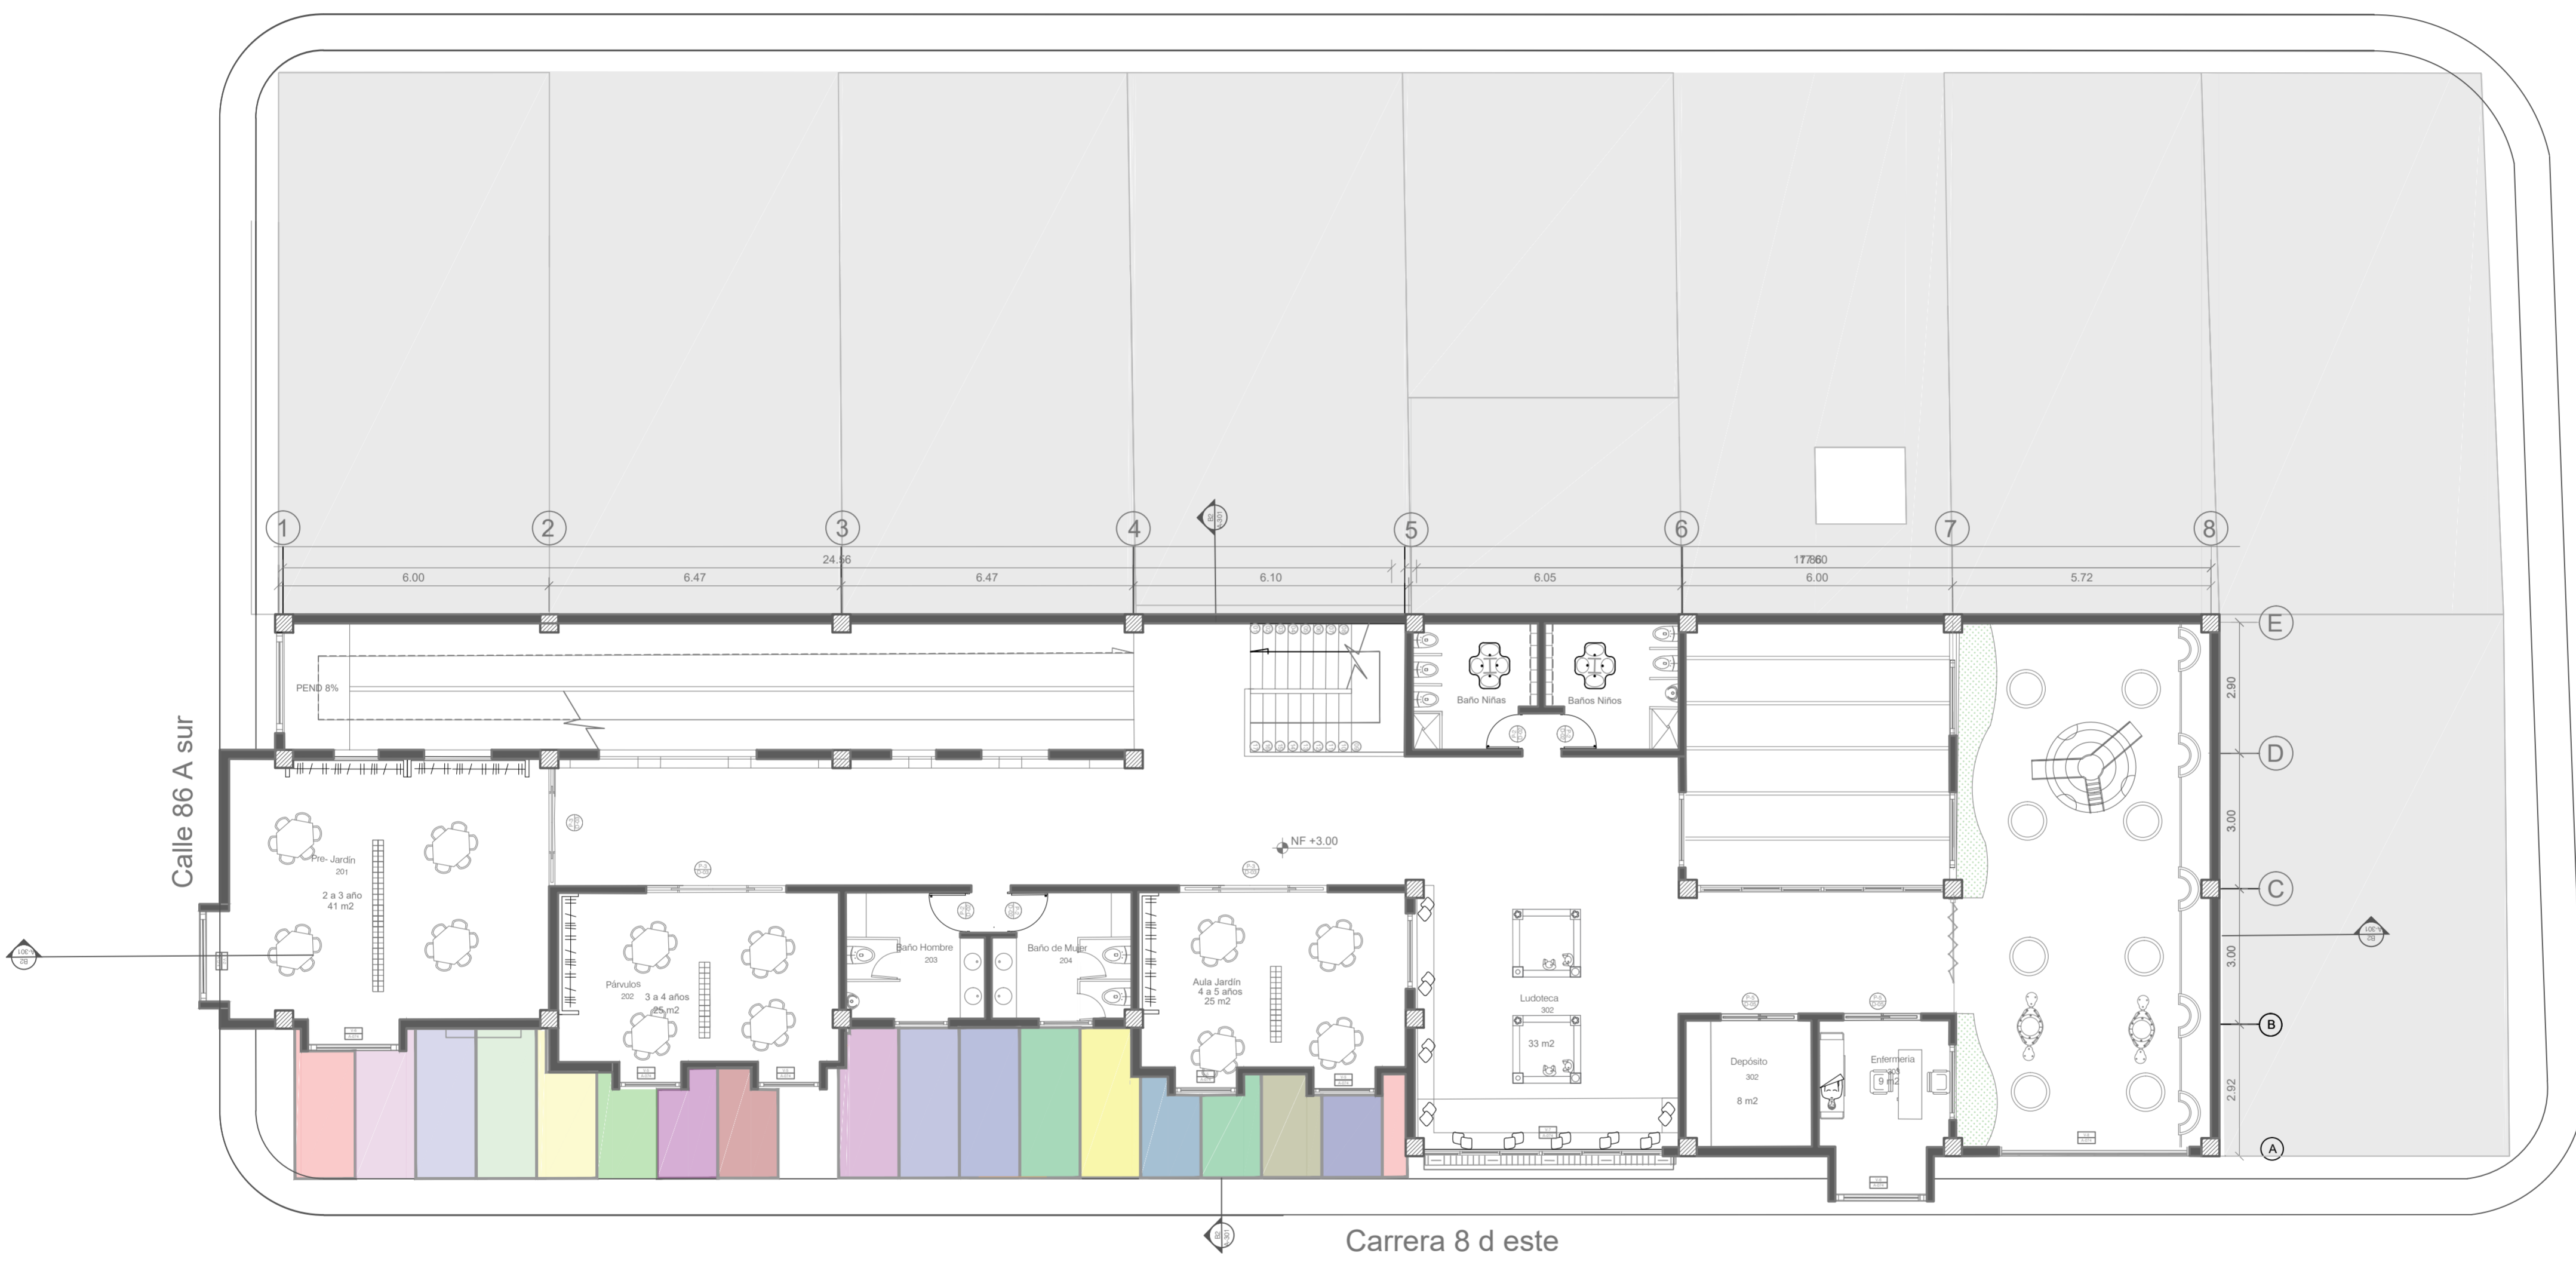 1
2
3
4
5
6
7
8
24.56
6.00
6.47
6.47
6.10
6.05
6.00
5.72
E
D
C
B
A
2.90
3.00
3.00
2.92
PEND 8%
Baño Niñas
Baños Niños
Calle 86 A sur
NF +3.00
Pre- Jardín
201
2 a 3 año
41 m2
Párvulos
202
3 a 4 años
25 m2
Baño Hombre
203
Baño de Mujer
204
Aula Jardín
4 a 5 años
25 m2
Ludoteca
302
33 m2
Depósito
302
8 m2
Enfermeria
9 m2
Carrera 8 d este